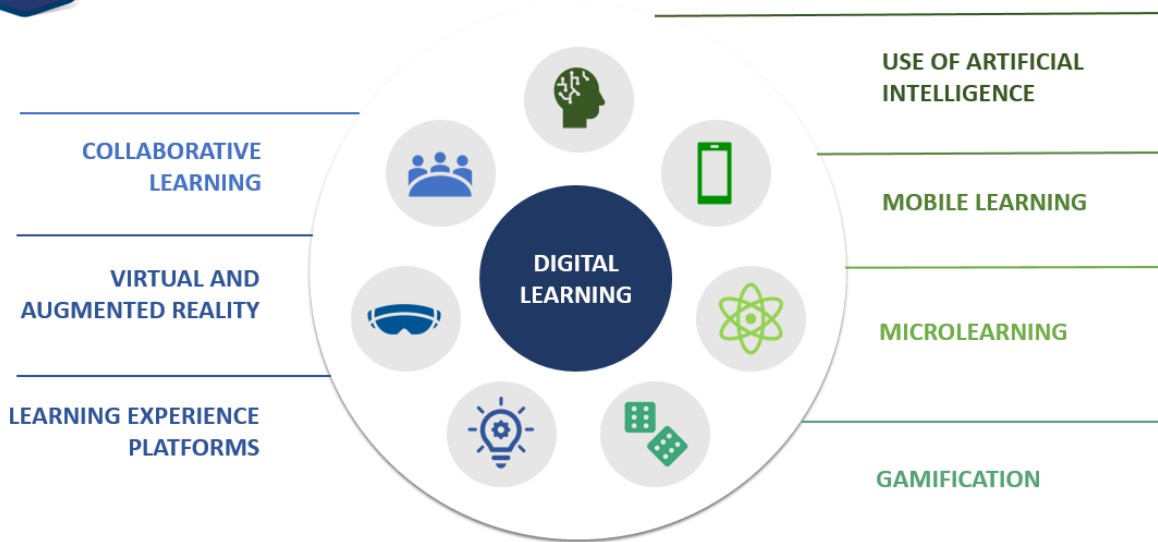 USE OF ARTIFICIAL
INTELLIGENCE
COLLABORATIVE
LEARNING
MOBILE LEARNING
VIRTUAL AND
AUGMENTED REALITY
DIGITAL
LEARNING
MICROLEARNING
LEARNING EXPERIENCE
PLATFORMS
GAMIFICATION